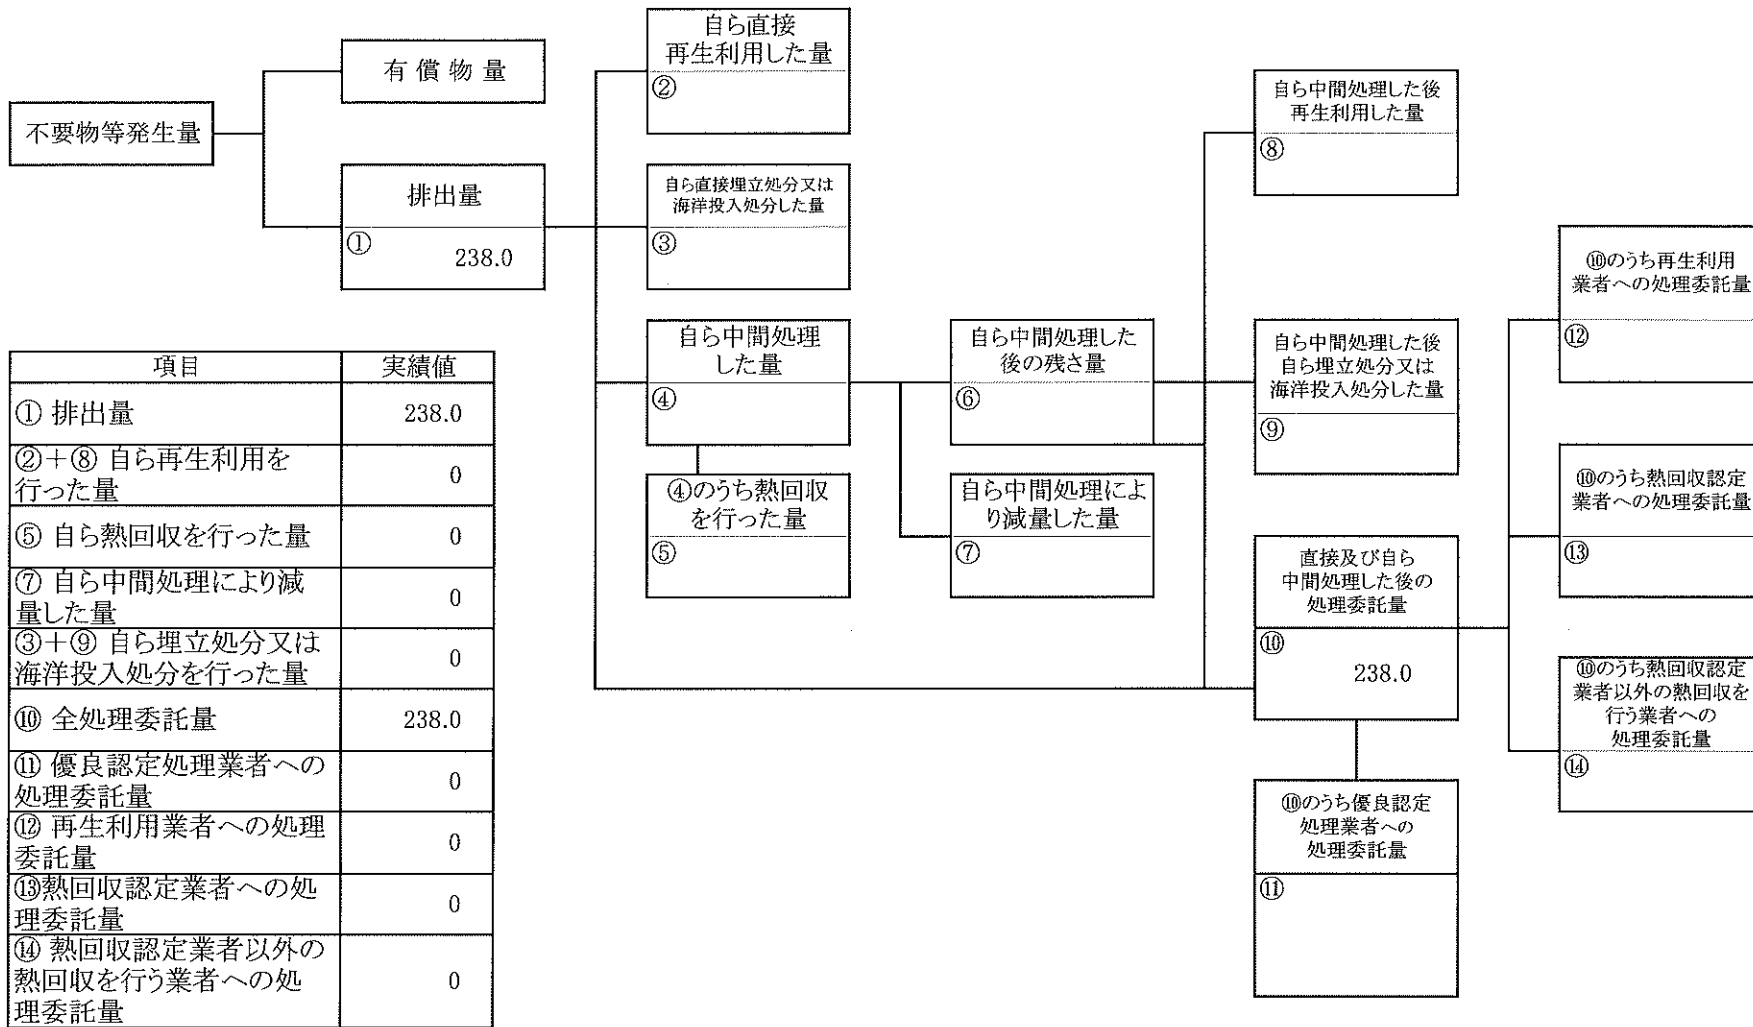 不要物等発生量
有償物量
排出量
①
238.0
自ら直接
再生利用した量
②
自ら直接埋立処分又は
海洋投入処分した量
③
自ら中間処理
した量
④
④のうち熱回収
を行った量
⑤
自ら中間処理した
後の残さ量
⑥
自ら中間処理によ
り減量した量
⑦
自ら中間処理した後
再生利用した量
⑧
自ら中間処理した後
自ら埋立処分又は
海洋投入処分した量
⑨
直接及び自ら
中間処理した後の
処理委託量
⑩
238.0
⑩のうち優良認定
処理業者への
処理委託量
⑪
⑩のうち再生利用
業者への処理委託量
⑫
⑩のうち熱回収認定
業者への処理委託量
⑬
⑩のうち熱回収認定
業者以外の熱回収を
行う業者への
処理委託量
⑭
項目 実績値
① 排出量 238.0
②+⑧ 自ら再生利用を
行った量 0
⑤ 自ら熱回収を行った量 0
⑦ 自ら中間処理により減
量した量 0
③+⑨ 自ら埋立処分又は
海洋投入処分を行った量 0
⑩ 全処理委託量 238.0
⑪ 優良認定処理業者への
処理委託量 0
⑫ 再生利用業者への処理
委託量 0
⑬熱回収認定業者への処
理委託量 0
⑭ 熱回収認定業者以外の
熱回収を行う業者への処
理委託量 0